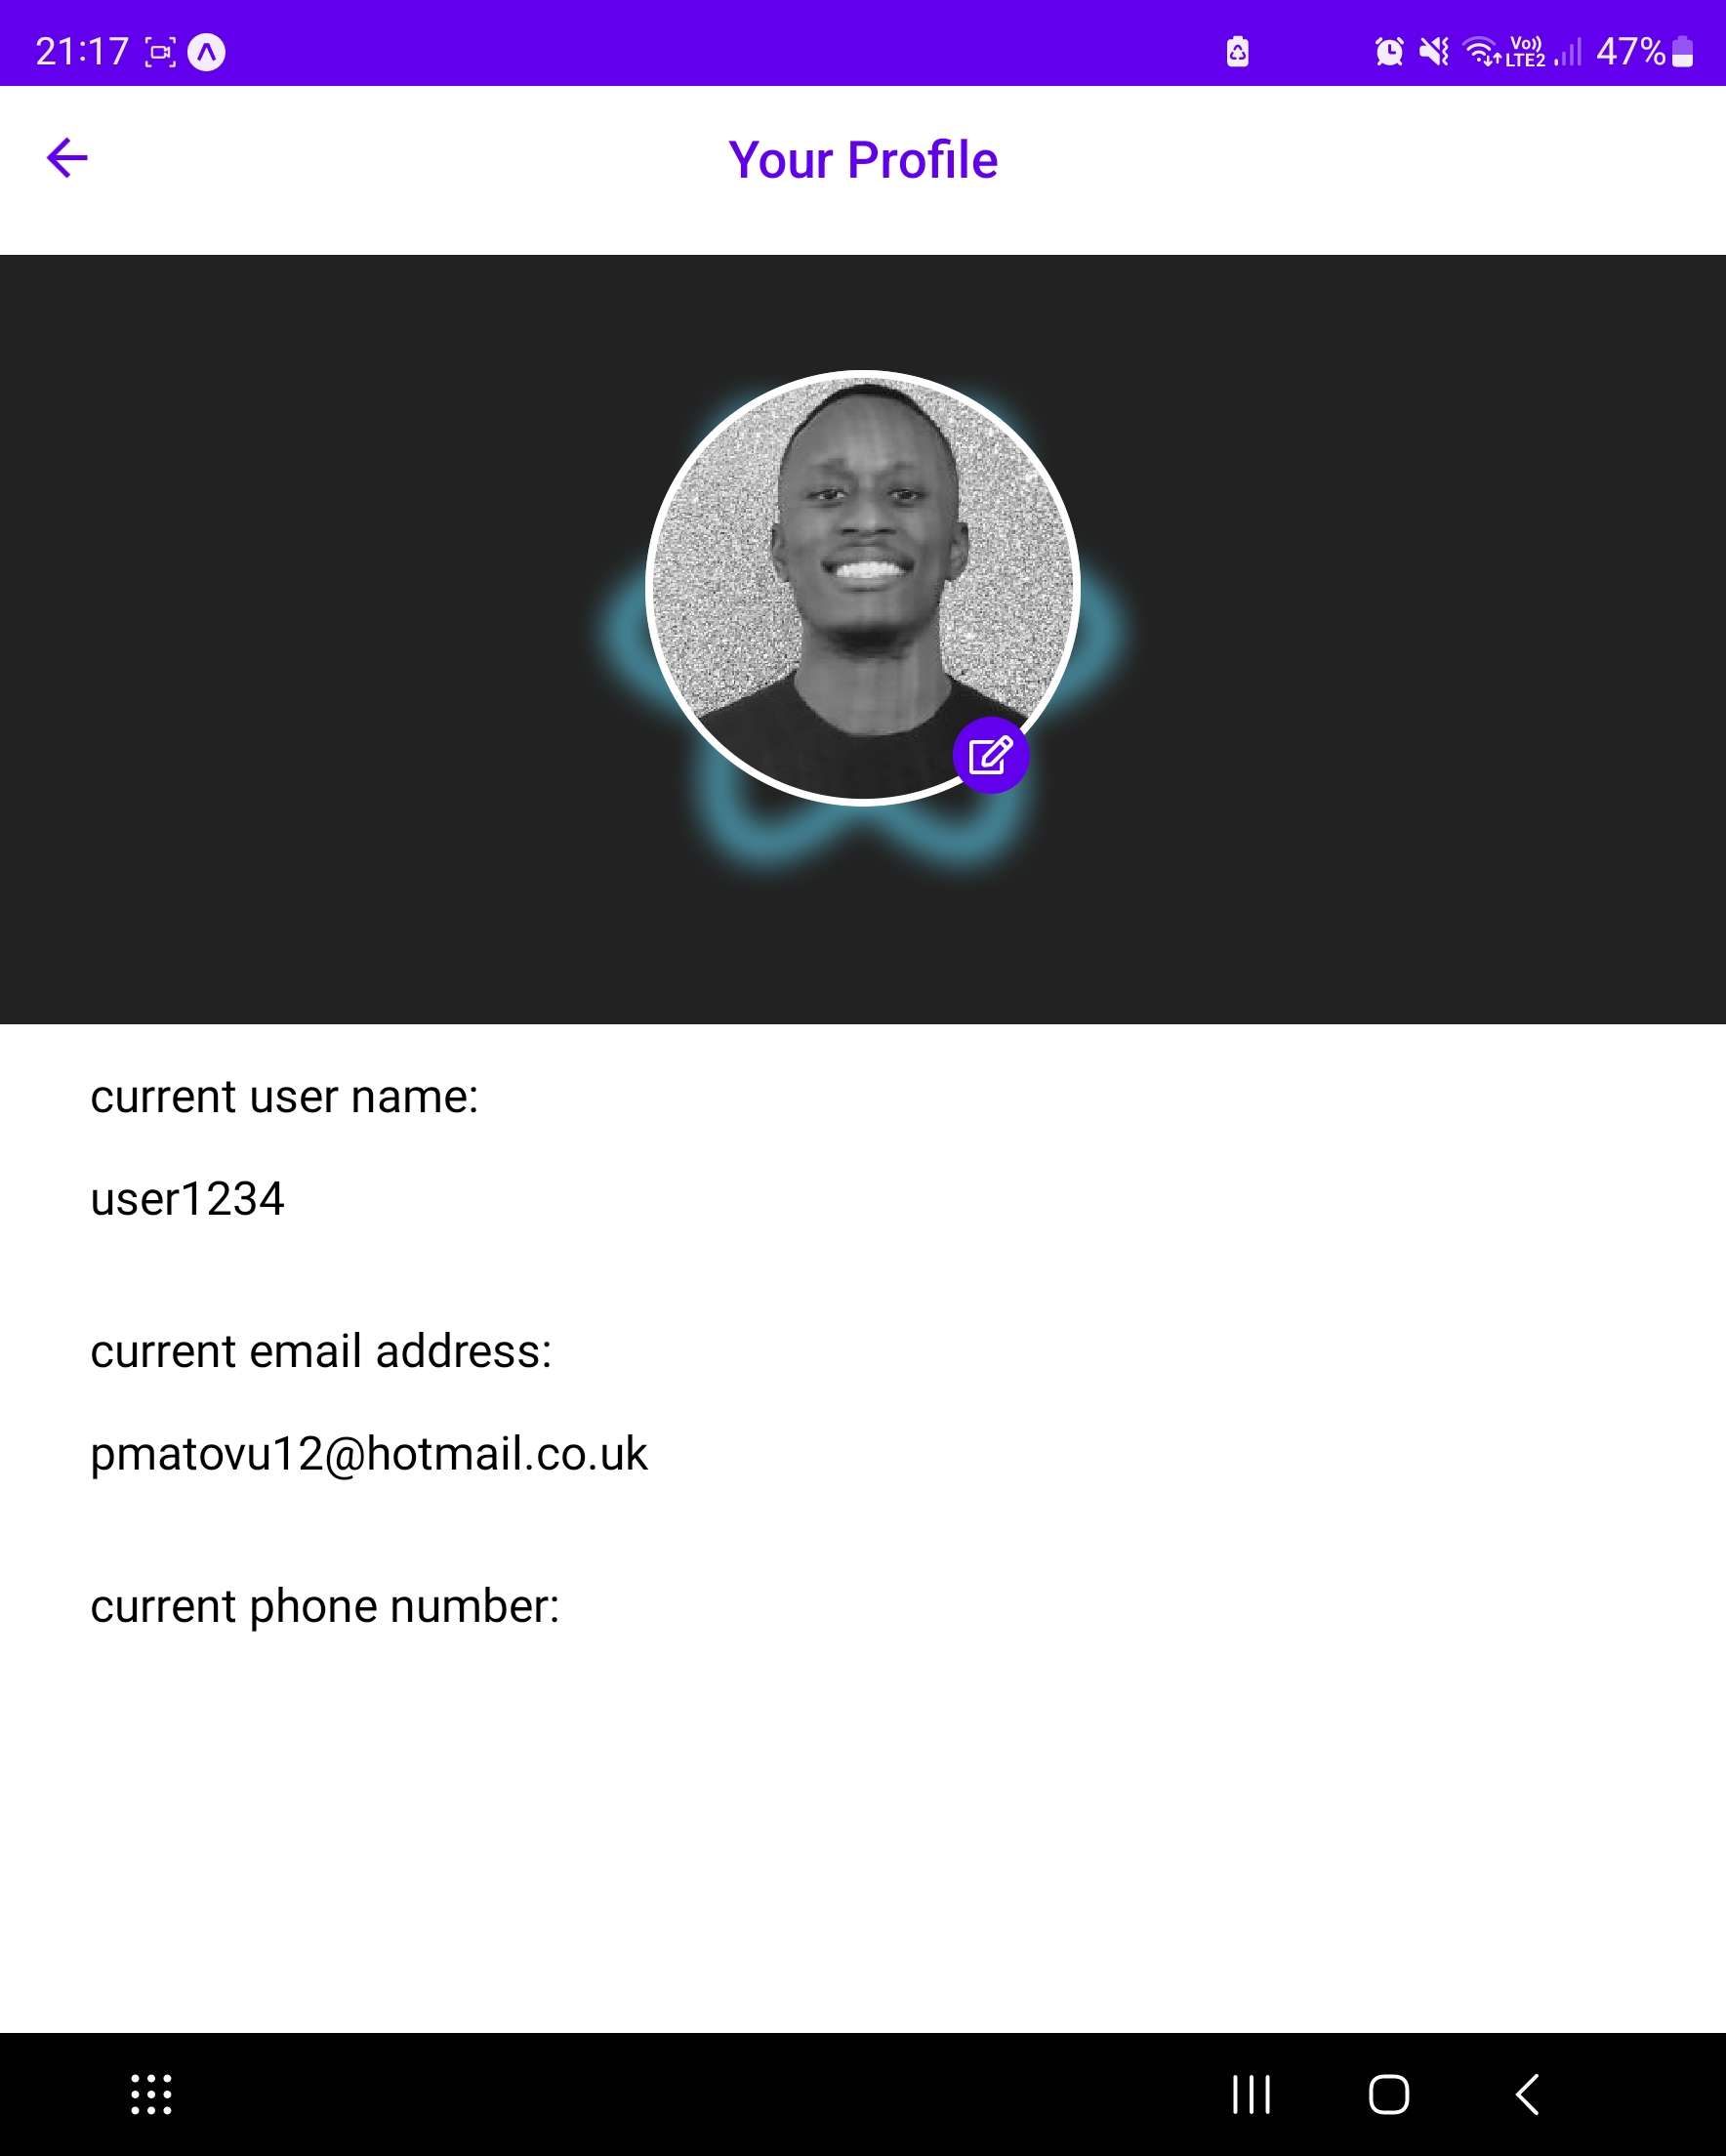 21:17
Vo))
LTE2
47%
Your Profile
current user name:
user1234
current email address:
pmatovu12@hotmail.co.uk
current phone number: